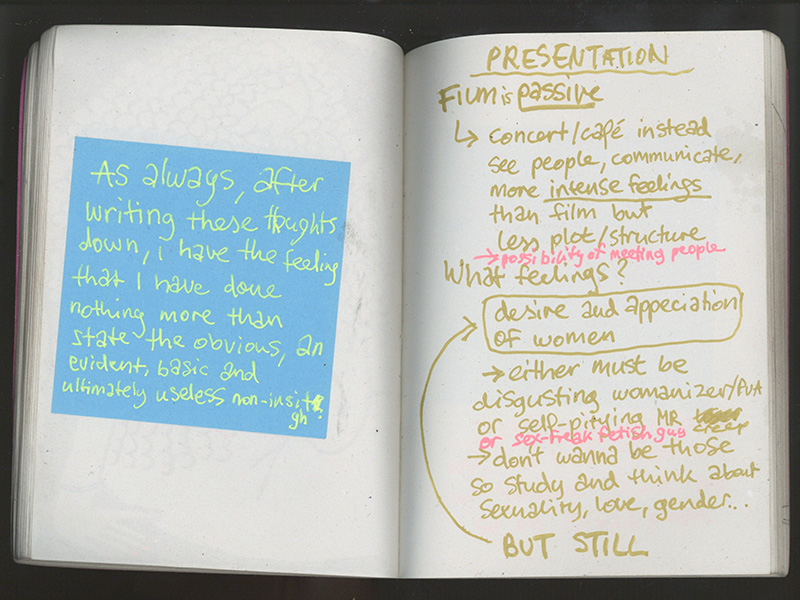 As always, after
writing these thoughts
down, i have the feeling
that I have done
nothing more than
state the obvious, an
evident, basic and
ultimately useless non-insit
gh
PRESENTATION
FILM is passive
↳ concert/café instead
see people, communicate,
more intense feelings
than film but
less plot/structure
→ possibility of meeting people
What feelings?
desire and appeciation
of women
→ either must be
disgusting womanizer/PUA
or self-pitying MR
creep
or sex-freak fetish guy
→ don't wanna be those
so study and think about
sexuality, love, gender...
BUT STILL